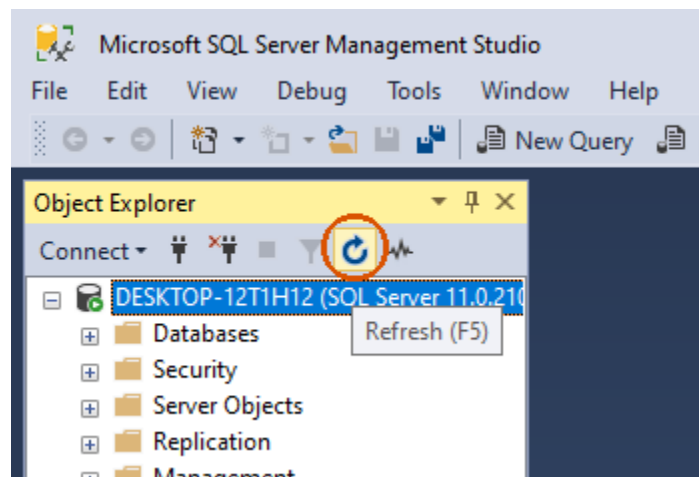 Microsoft SQL Server Management Studio
File Edit View Debug Tools Window Help
New Query
Object Explorer
Connect
DESKTOP-12T1H12 (SQL Server 11.0.210
Refresh (F5)
Databases
Security
Server Objects
Replication
Management